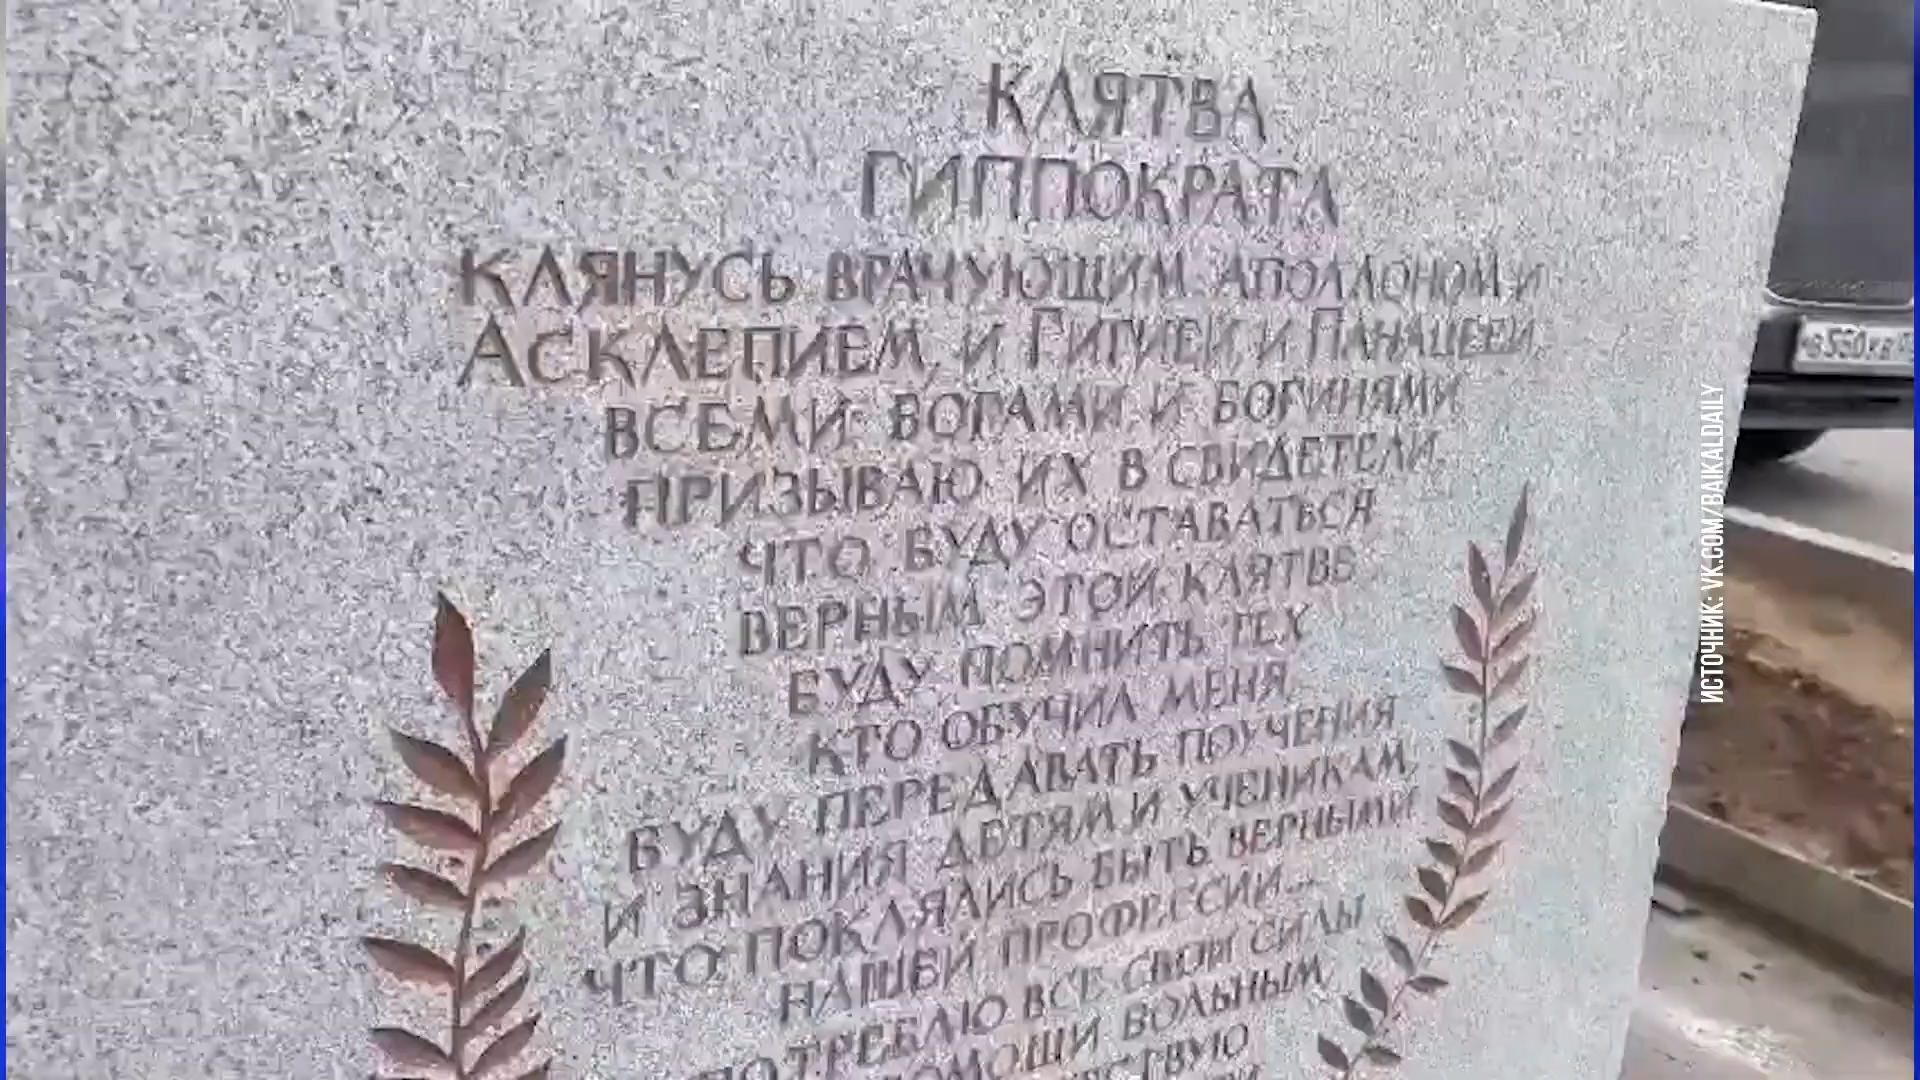 КЛЯТВА
ГИППОКРАТА
КЛЯНУСЬ ВРАЧУЮЩИМ АПОЛЛОНОМ И
АСКЛЕПИЕМ, И ГИГИЕЙ И ПАНАЦЕЕЙ,
ВСЕМИ БОГАМИ И БОГИНЯМИ
ПРИЗЫВАЮ ИХ В СВИДЕТЕЛИ
ЧТО БУДУ ОСТАВАТЬСЯ
ВЕРНЫМ ЭТОЙ КЛЯТВЕ
БУДУ ПОМНИТЬ ТЕХ
КТО ОБУЧИЛ МЕНЯ,
БУДУ ПЕРЕДАВАТЬ ПОУЧЕНИЯ
И ЗНАНИЯ ДЕТЯМ И УЧЕНИКАМ,
ЧТО ПОКЛЯЛИСЬ БЫТЬ ВЕРНЫМИ
НАШЕЙ ПРОФЕССИИ...
ПОТРЕБЛЮ ВСЕ СВОИ СИЛЫ
ПОМОЩИ БОЛЬНЫМ
ИСТОЧНИК: VK.COM/BAIKALDAILY